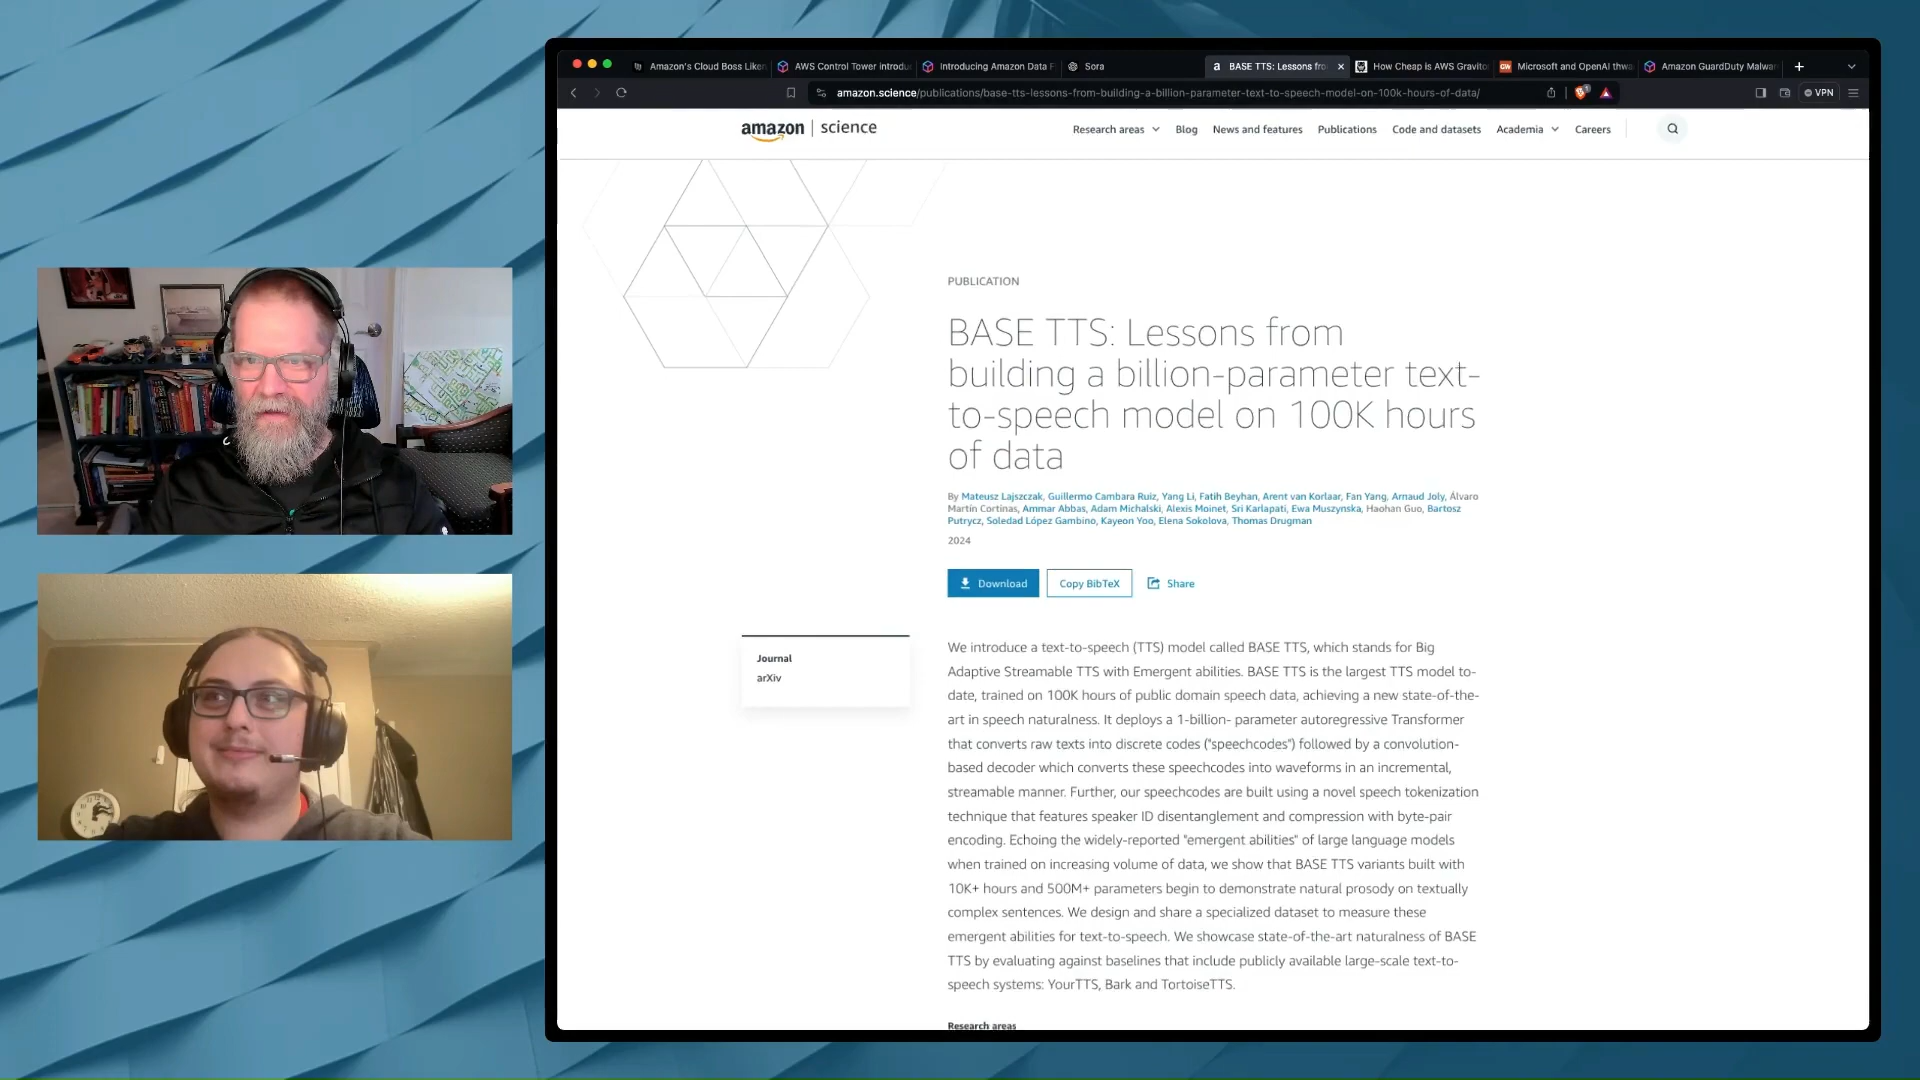 Amazon's Cloud Boss Liken
AWS Control Tower introdu
Introducing Amazon Data F
Sora
a BASE TTS: Lessons fro
How Cheap is AWS Gravito
GW Microsoft and OpenAI thwa
Amazon GuardDuty Malwa
amazon.science/publications/base-tts-lessons-from-building-a-billion-parameter-text-to-speech-model-on-100k-hours-of-data/
VPN
amazon | science
Research areas
Blog
News and features
Publications
Code and datasets
Academia
Careers
PUBLICATION
BASE TTS: Lessons from
building a billion-parameter text-
to-speech model on 100K hours
of data
By Mateusz Lajszczak, Guillermo Cambara Ruiz, Yang Li, Fatih Beyhan, Arent van Korlaar, Fan Yang, Arnaud Joly, Álvaro
Martín Cortinas, Ammar Abbas, Adam Michalski, Alexis Moinet, Sri Karlapati, Ewa Muszynska, Haohan Guo, Bartosz
Putrycz, Soledad López Gambino, Kayeon Yoo, Elena Sokolova, Thomas Drugman
2024
Download
Copy BibTeX
Share
Journal
arXiv
We introduce a text-to-speech (TTS) model called BASE TTS, which stands for Big
Adaptive Streamable TTS with Emergent abilities. BASE TTS is the largest TTS model to-
date, trained on 100K hours of public domain speech data, achieving a new state-of-the-
art in speech naturalness. It deploys a 1-billion- parameter autoregressive Transformer
that converts raw texts into discrete codes ("speechcodes") followed by a convolution-
based decoder which converts these speechcodes into waveforms in an incremental,
streamable manner. Further, our speechcodes are built using a novel speech tokenization
technique that features speaker ID disentanglement and compression with byte-pair
encoding. Echoing the widely-reported "emergent abilities" of large language models
when trained on increasing volume of data, we show that BASE TTS variants built with
10K+ hours and 500M+ parameters begin to demonstrate natural prosody on textually
complex sentences. We design and share a specialized dataset to measure these
emergent abilities for text-to-speech. We showcase state-of-the-art naturalness of BASE
TTS by evaluating against baselines that include publicly available large-scale text-to-
speech systems: YourTTS, Bark and TortoiseTTS.
Research areas